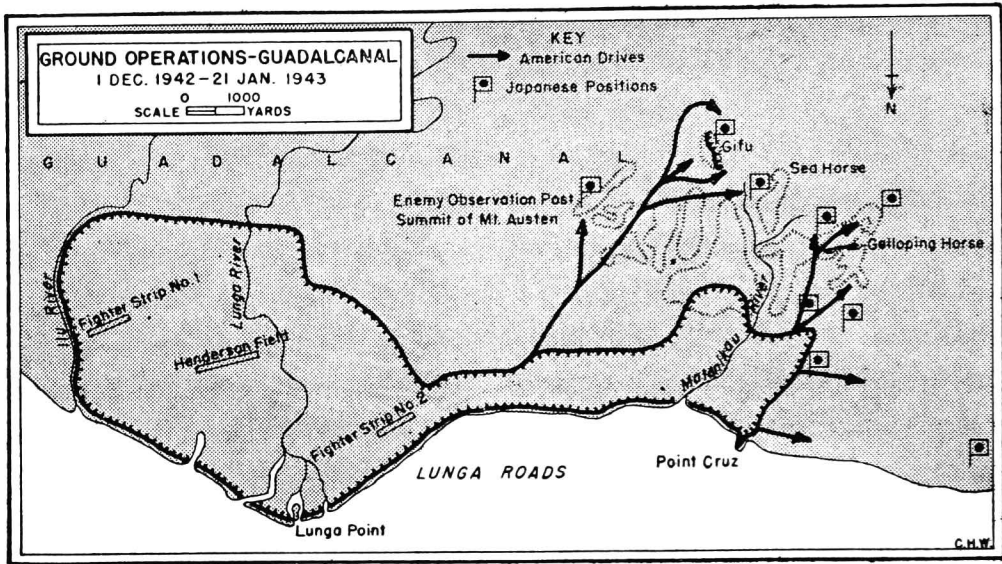 GROUND OPERATIONS-GUADALCANAL
1 DEC. 1942-21 JAN. 1943
0 1000
SCALE YARDS
KEY
American Drives
Japanese Positions
N
GUADALCANAL
Gifu
Sea Horse
Enemy Observation Post
Summit of Mt. Austen
Galloping Horse
Ilu River
Fighter Strip No. 1
Lunga River
Henderson Field
Matanikau River
Fighter Strip No. 2
LUNGA ROADS
Point Cruz
Lunga Point
C.H.W.